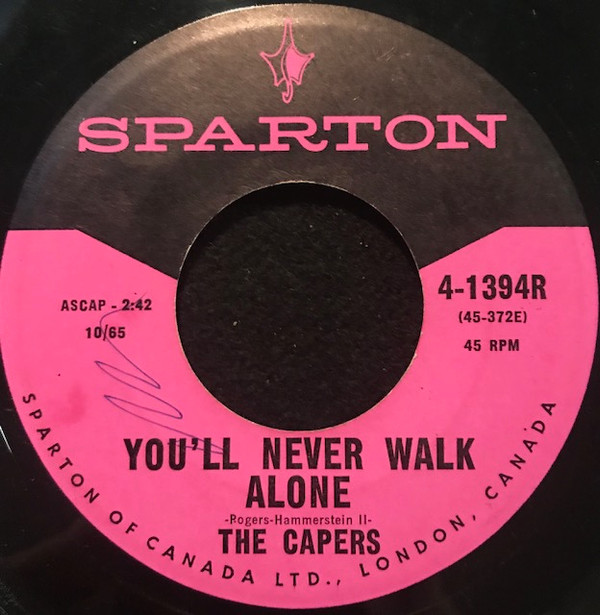 SPARTON
ASCAP - 2:42
10/65
4-1394R
(45-372E)
45 RPM
YOU'LL NEVER WALK
ALONE
-Rogers-Hammerstein II-
THE CAPERS
SPARTON OF CANADA LTD., LONDON, CANADA